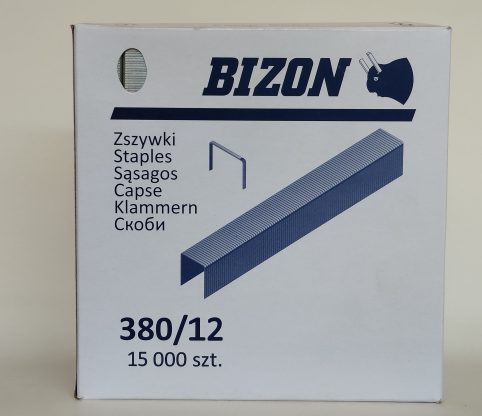 BIZON
Zszywki
Staples
Sąsagos
Capse
Klammern
Скоби
380/12
15 000 szt.